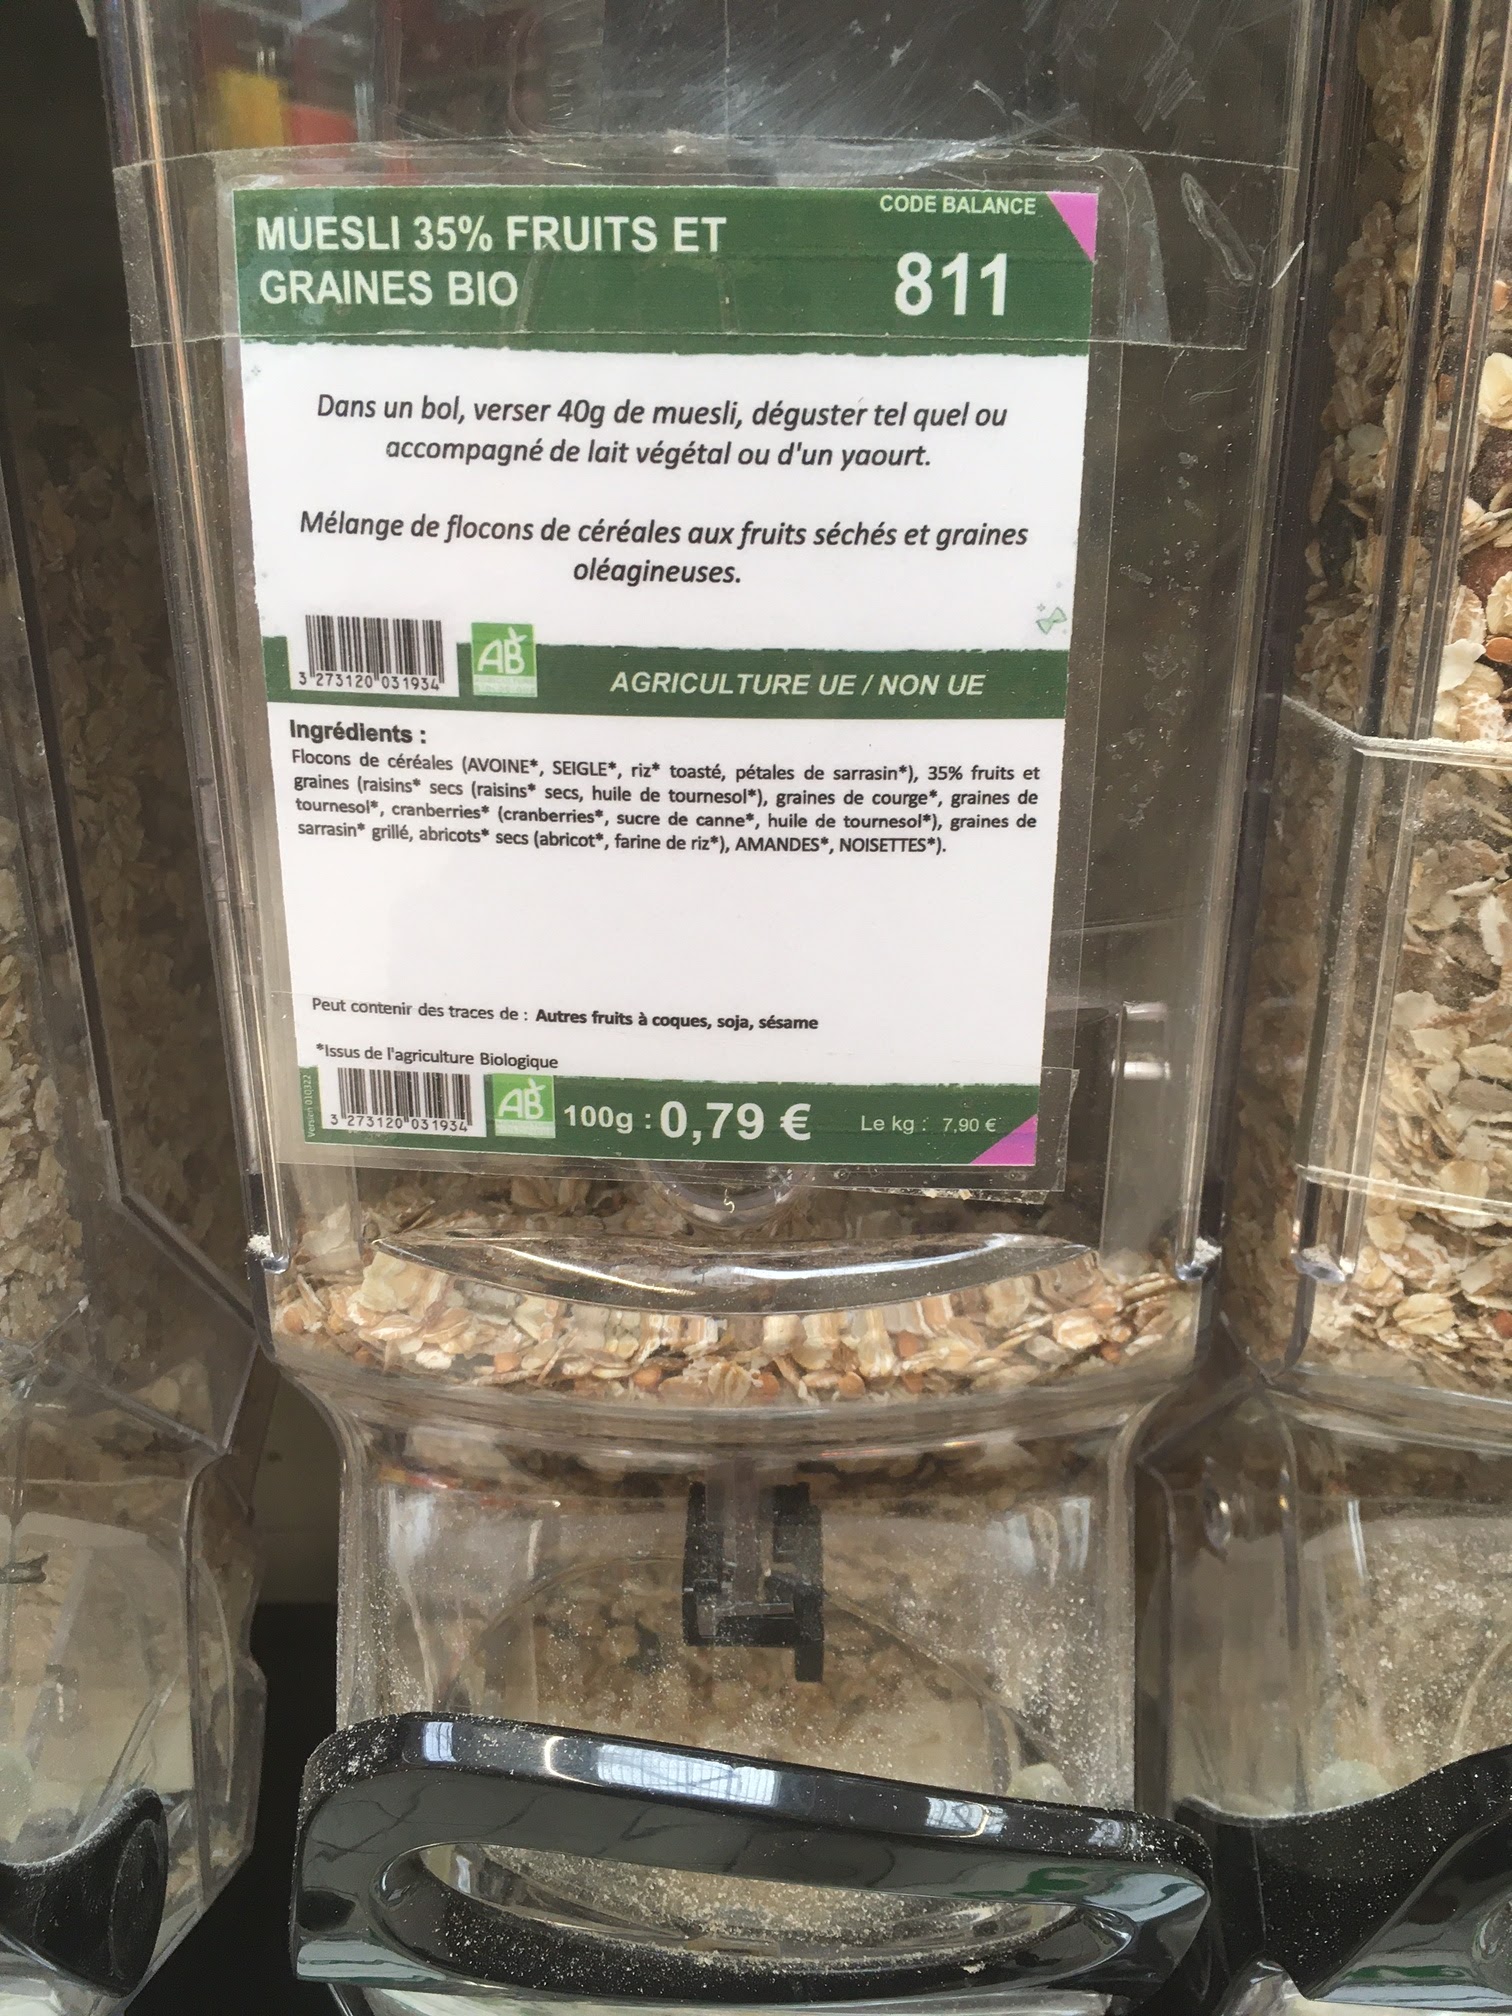 MUESLI 35% FRUITS ET
GRAINES BIO
CODE BALANCE
811
Dans un bol, verser 40g de muesli, déguster tel quel ou
accompagné de lait végétal ou d'un yaourt.
Mélange de flocons de céréales aux fruits séchés et graines
oléagineuses.
3 273120 031934
AB
AGRICULTURE UE / NON UE
Ingrédients :
Flocons de céréales (AVOINE*, SEIGLE*, riz* toasté, pétales de sarrasin*), 35% fruits et
graines (raisins* secs (raisins* secs, huile de tournesol*), graines de courge*, graines de
tournesol*, cranberries* (cranberries*, sucre de canne*, huile de tournesol*), graines de
sarrasin* grillé, abricots* secs (abricot*, farine de riz*), AMANDES*, NOISETTES*).
Peut contenir des traces de : Autres fruits à coques, soja, sésame
*Issus de l'agriculture Biologique
version 010322
3 273120 031934
AB
100g : 0,79 €
Le kg : 7,90 €